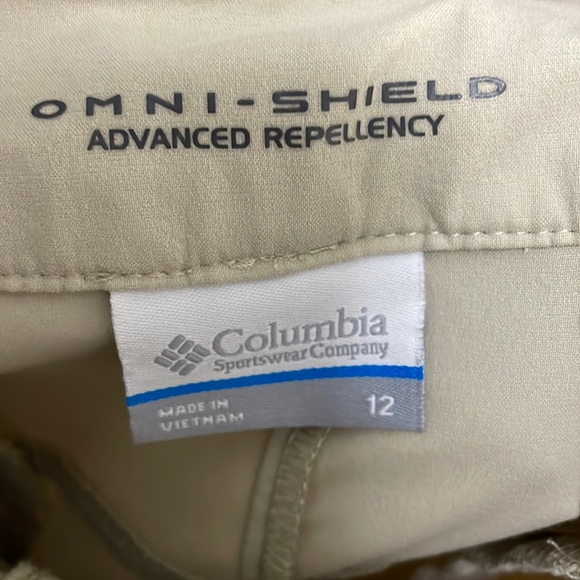 OMNI-SHIELD
ADVANCED REPELLENCY
Columbia
Sportswear Company
MADE IN
VIETNAM
12